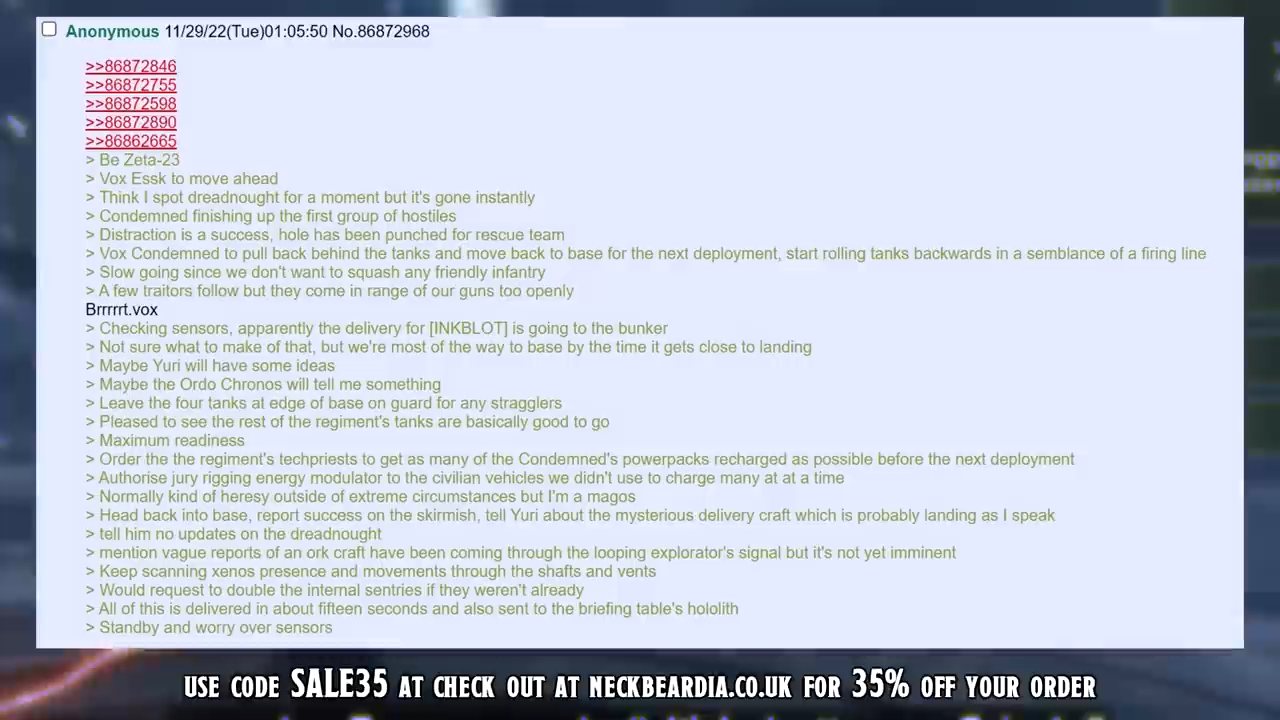 Anonymous 11/29/22(Tue)01:05:50 No.86872968
>>86872846
>>86872755
>>86872598
>>86872890
>>86862665
> Be Zeta-23
> Vox Essk to move ahead
> Think I spot dreadnought for a moment but it's gone instantly
> Condemned finishing up the first group of hostiles
> Distraction is a success, hole has been punched for rescue team
> Vox Condemned to pull back behind the tanks and move back to base for the next deployment, start rolling tanks backwards in a semblance of a firing line
> Slow going since we don't want to squash any friendly infantry
> A few traitors follow but they come in range of our guns too openly
Brrrrrt.vox
> Checking sensors, apparently the delivery for [INKBLOT] is going to the bunker
> Not sure what to make of that, but we're most of the way to base by the time it gets close to landing
> Maybe Yuri will have some ideas
> Maybe the Ordo Chronos will tell me something
> Leave the four tanks at edge of base on guard for any stragglers
> Pleased to see the rest of the regiment's tanks are basically good to go
> Maximum readiness
> Order the the regiment's techpriests to get as many of the Condemned's powerpacks recharged as possible before the next deployment
> Authorise jury rigging energy modulator to the civilian vehicles we didn't use to charge many at at a time
> Normally kind of heresy outside of extreme circumstances but I'm a magos
> Head back into base, report success on the skirmish, tell Yuri about the mysterious delivery craft which is probably landing as I speak
> tell him no updates on the dreadnought
> mention vague reports of an ork craft have been coming through the looping explorator's signal but it's not yet imminent
> Keep scanning xenos presence and movements through the shafts and vents
> Would request to double the internal sentries if they weren't already
> All of this is delivered in about fifteen seconds and also sent to the briefing table's hololith
> Standby and worry over sensors
USE CODE SALE35 AT CHECK OUT AT NECKBEARDIA.CO.UK FOR 35% OFF YOUR ORDER